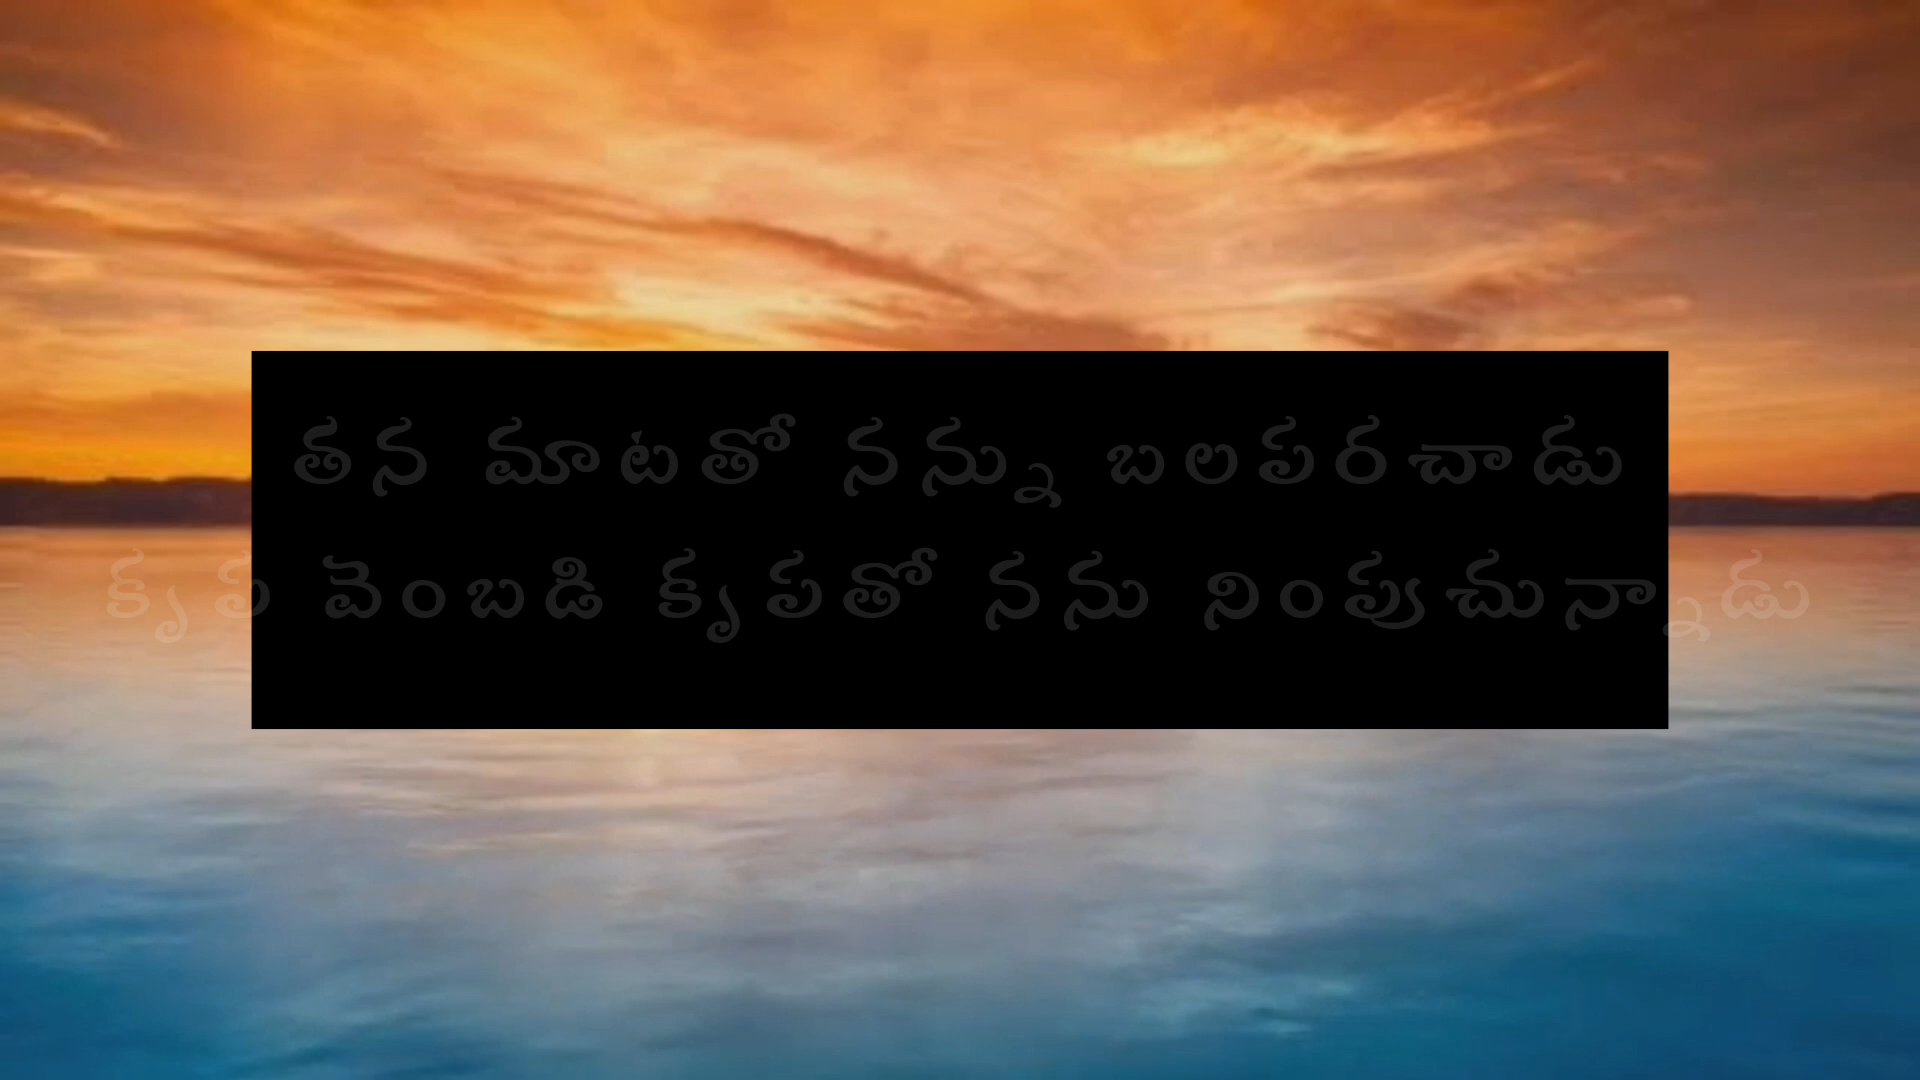 తన మాటతో నన్ను బలపరచాడు
కృప వెంబడి కృపతో నను నింపుచున్నాడు